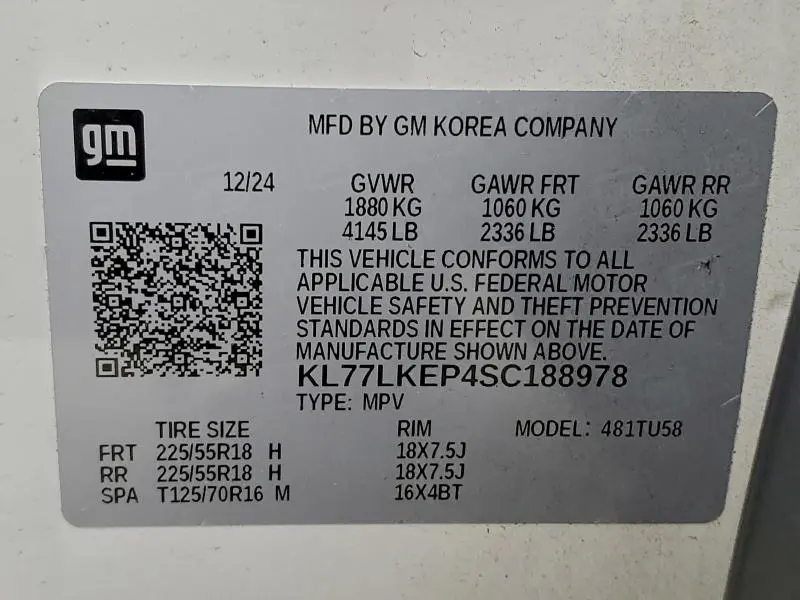 gm
MFD BY GM KOREA COMPANY
12/24 GVWR GAWR FRT GAWR RR
1880 KG 1060 KG 1060 KG
4145 LB 2336 LB 2336 LB
THIS VEHICLE CONFORMS TO ALL
APPLICABLE U.S. FEDERAL MOTOR
VEHICLE SAFETY AND THEFT PREVENTION
STANDARDS IN EFFECT ON THE DATE OF
MANUFACTURE SHOWN ABOVE.
KL77LKEP4SC188978
TYPE: MPV
TIRE SIZE RIM MODEL: 481TU58
FRT 225/55R18 H 18X7.5J
RR 225/55R18 H 18X7.5J
SPA T125/70R16 M 16X4BT